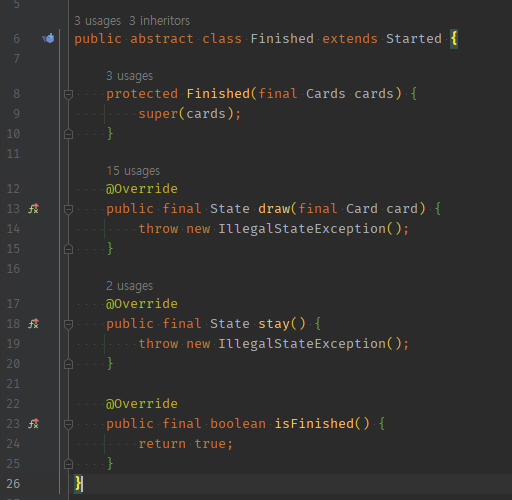 5
3 usages 3 inheritors
6 public abstract class Finished extends Started {
7
3 usages
8 protected Finished(final Cards cards) {
9 super(cards);
10 }
11
15 usages
12 @Override
13 public final State draw(final Card card) {
14 throw new IllegalStateException();
15 }
16
2 usages
17 @Override
18 public final State stay() {
19 throw new IllegalStateException();
20 }
21
22 @Override
23 public final boolean isFinished() {
24 return true;
25 }
26 }